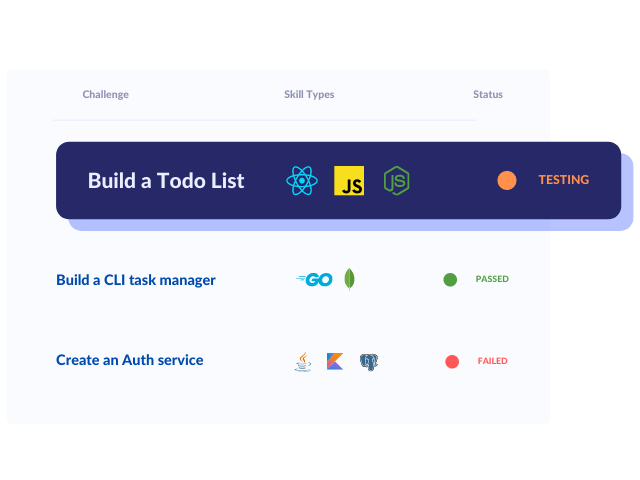 Challenge Skill Types Status
Build a Todo List JS JS TESTING
Build a CLI task manager GO PASSED
Create an Auth service FAILED